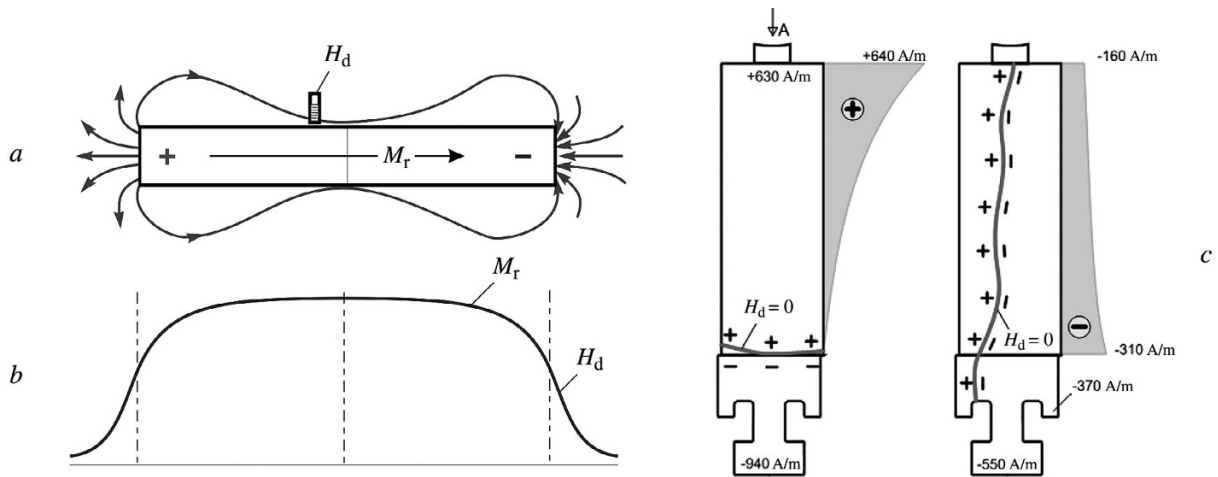 a
H_d
+
M_r
−
b
M_r
H_d
A
+630 A/m
+640 A/m
+
H_d = 0
+ + +
− − −
-940 A/m
-160 A/m
+ −
+ −
+ −
+ −
+ −
+ −
H_d = 0
+ −
−
-310 A/m
+ −
-370 A/m
-550 A/m
c